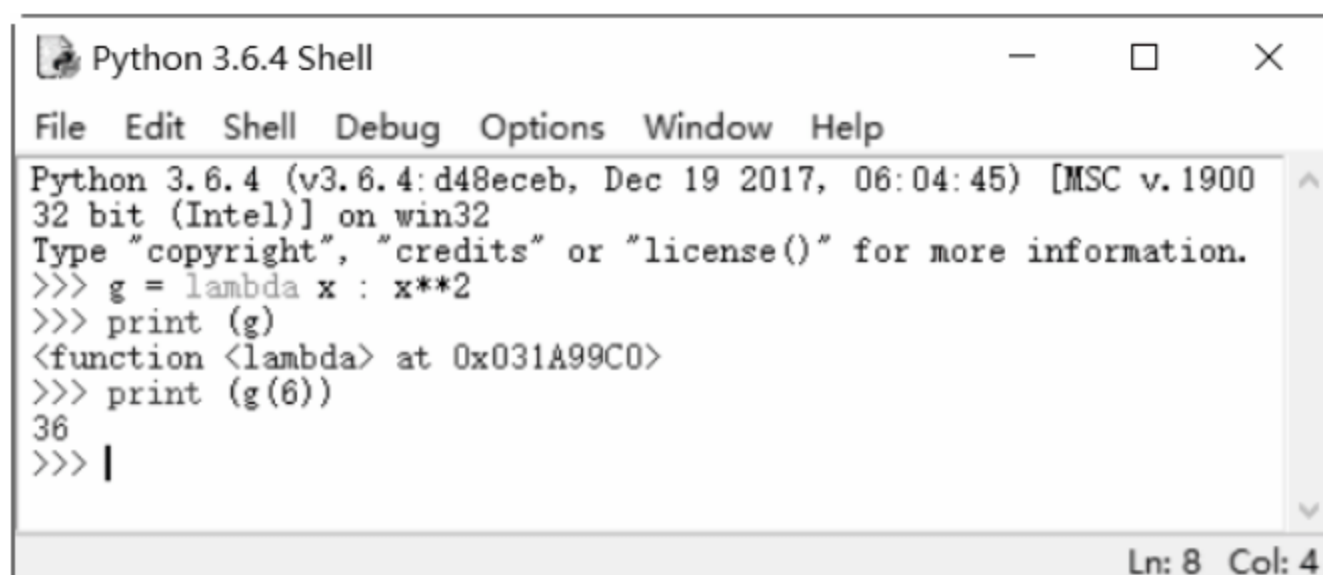 Python 3.6.4 Shell
File Edit Shell Debug Options Window Help
Python 3.6.4 (v3.6.4:d48eceb, Dec 19 2017, 06:04:45) [MSC v.1900
32 bit (Intel)] on win32
Type "copyright", "credits" or "license()" for more information.
>>> g = lambda x : x**2
>>> print (g)
<function <lambda> at 0x031A99C0>
>>> print (g(6))
36
>>>
Ln: 8 Col: 4